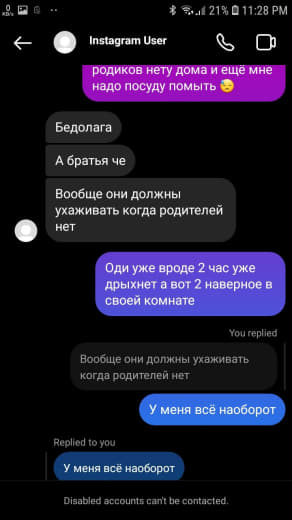 0
KB/s
21% 11:28 PM
Instagram User
родиков нету дома и ещё мне
надо посуду помыть 😒
Бедолага
А братья че
Вообще они должны
ухаживать когда родителей
нет
Оди уже вроде 2 час уже
дрыхнет а вот 2 наверное в
своей комнате
You replied
Вообще они должны ухаживать
когда родителей нет
У меня всё наоборот
Replied to you
У меня всё наоборот
Disabled accounts can't be contacted.